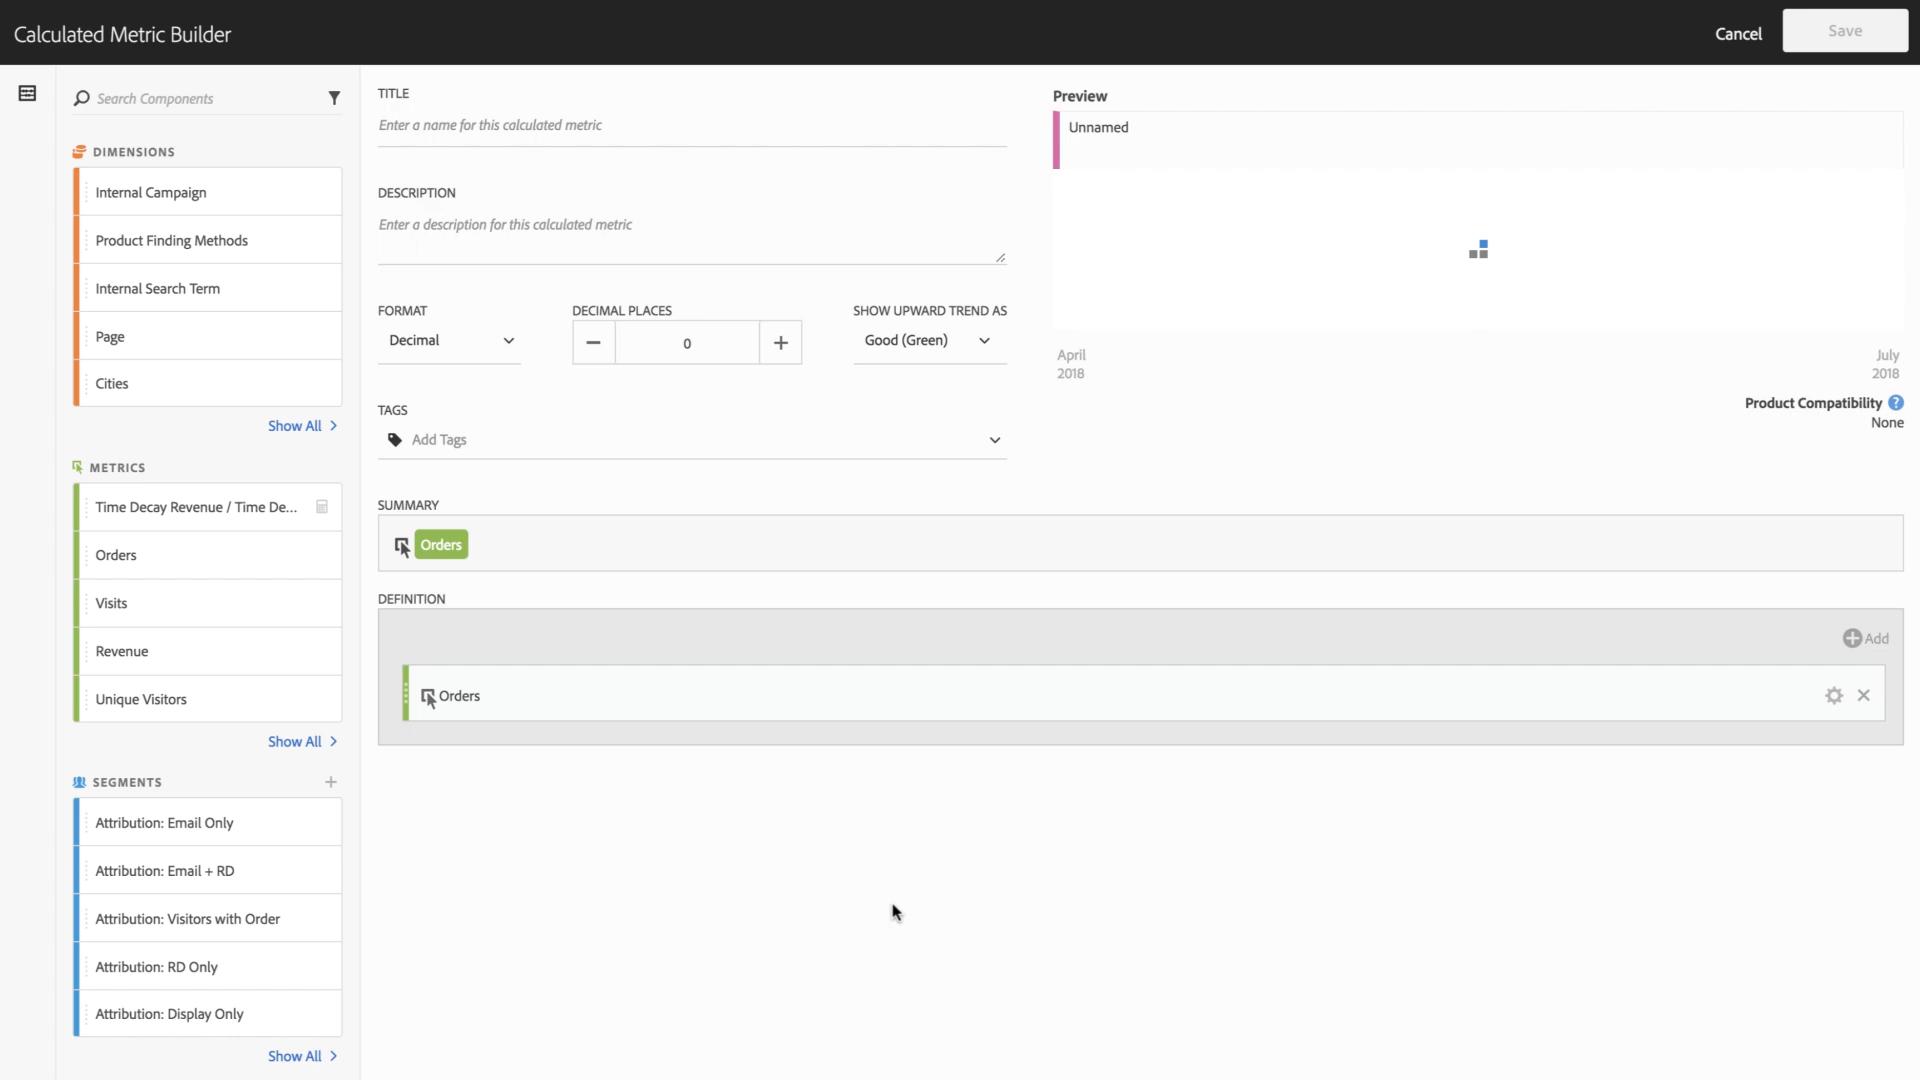 Calculated Metric Builder
Cancel
Save
Search Components
DIMENSIONS
Internal Campaign
Product Finding Methods
Internal Search Term
Page
Cities
Show All
METRICS
Time Decay Revenue / Time De...
Orders
Visits
Revenue
Unique Visitors
Show All
SEGMENTS
Attribution: Email Only
Attribution: Email + RD
Attribution: Visitors with Order
Attribution: RD Only
Attribution: Display Only
Show All
TITLE
Enter a name for this calculated metric
DESCRIPTION
Enter a description for this calculated metric
FORMAT
Decimal
DECIMAL PLACES
0
SHOW UPWARD TREND AS
Good (Green)
TAGS
Add Tags
Preview
Unnamed
April
2018
July
2018
Product Compatibility ?
None
SUMMARY
Orders
DEFINITION
Add
Orders